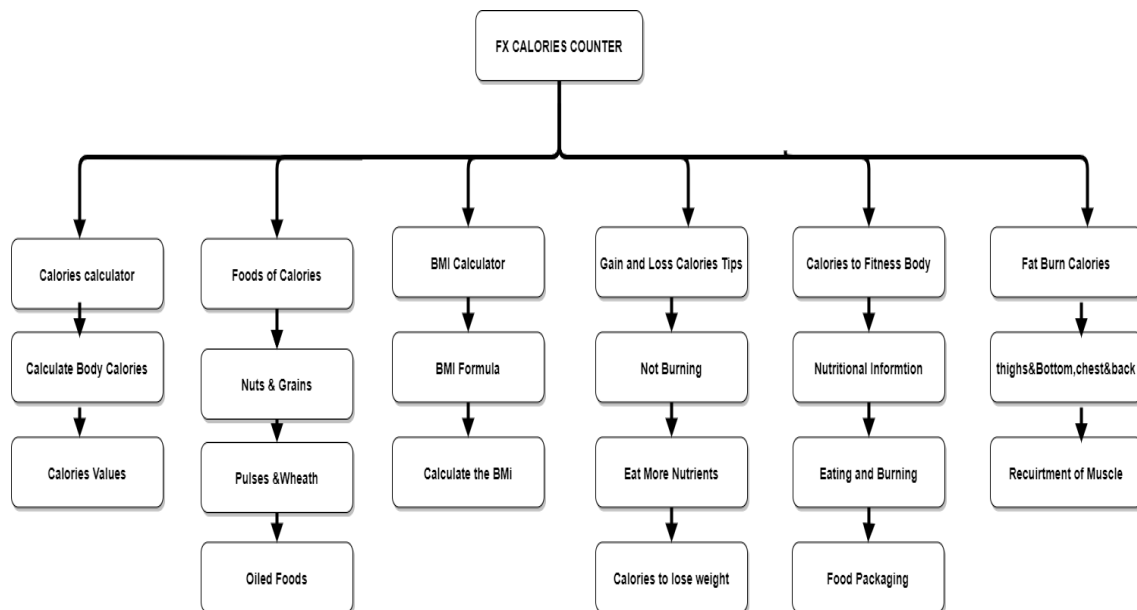 FX CALORIES COUNTER
Calories calculator
Foods of Calories
BMI Calculator
Gain and Loss Calories Tips
Calories to Fitness Body
Fat Burn Calories
Calculate Body Calories
Nuts & Grains
BMI Formula
Not Burning
Nutritional Informtion
thighs&Bottom,chest&back
Calories Values
Pulses &Wheath
Calculate the BMi
Eat More Nutrients
Eating and Burning
Recuirtment of Muscle
Oiled Foods
Calories to lose weight
Food Packaging